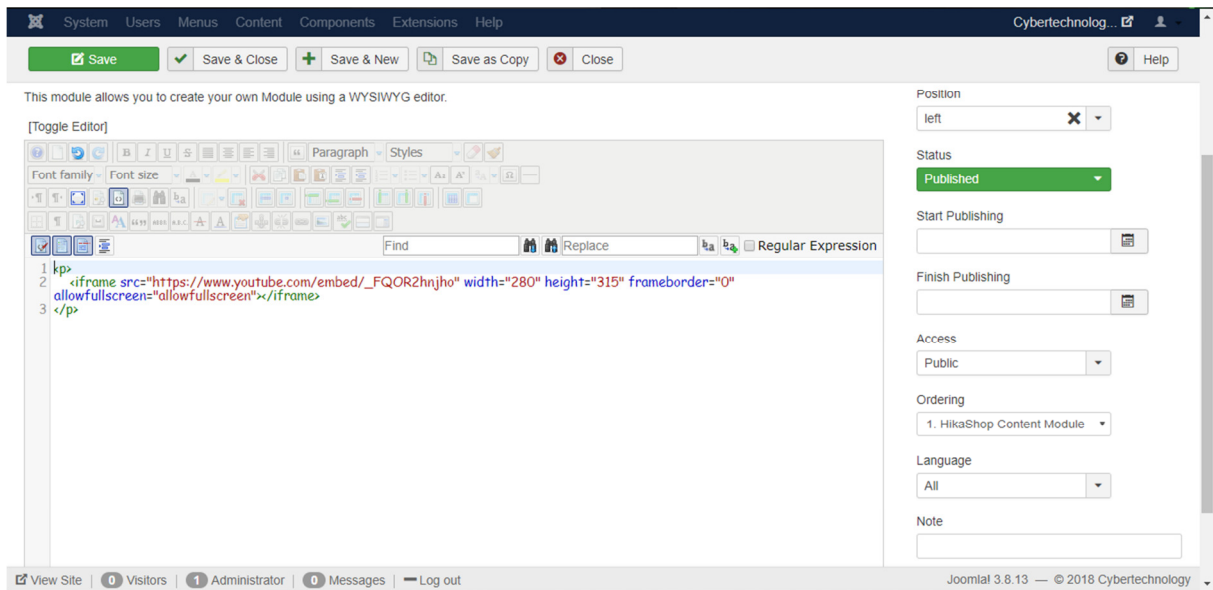 System Users Menus Content Components Extensions Help Cybertechnolog...
Save Save & Close Save & New Save as Copy Close Help
This module allows you to create your own Module using a WYSIWYG editor.
[Toggle Editor]
B I U S Paragraph Styles
Font family Font size
Find Replace Regular Expression
1 <p>
2 <iframe src="https://www.youtube.com/embed/_FQOR2hnjho" width="280" height="315" frameborder="0"
allowfullscreen="allowfullscreen"></iframe>
3 </p>
Position
left
Status
Published
Start Publishing
Finish Publishing
Access
Public
Ordering
1. HikaShop Content Module
Language
All
Note
View Site | 0 Visitors | 1 Administrator | 0 Messages | Log out Joomla! 3.8.13 — © 2018 Cybertechnology